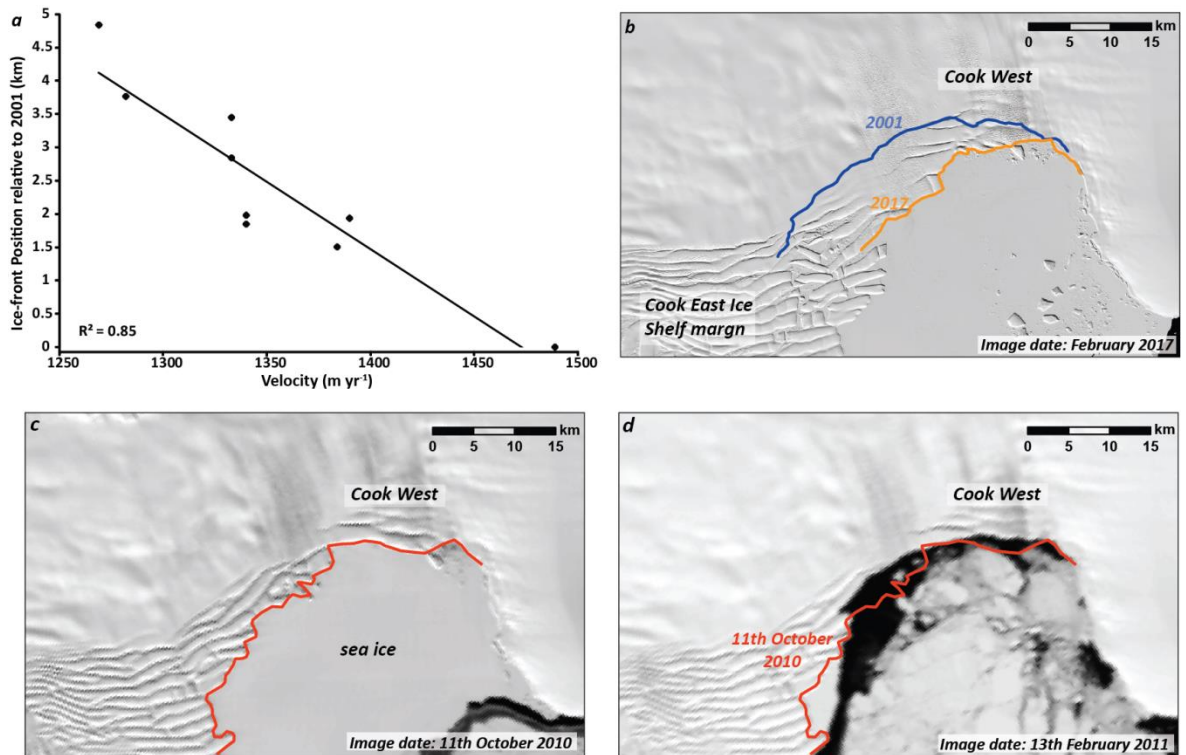 a
Ice-front Position relative to 2001 (km)
5
4.5
4
3.5
3
2.5
2
1.5
1
0.5
0
R² = 0.85
1250 1300 1350 1400 1450 1500
Velocity (m yr⁻¹)
b
km
0 5 10 15
Cook West
2001
2017
Cook East Ice
Shelf margn
Image date: February 2017
c
km
0 5 10 15
Cook West
sea ice
Image date: 11th October 2010
d
km
0 5 10 15
Cook West
11th October
2010
Image date: 13th February 2011